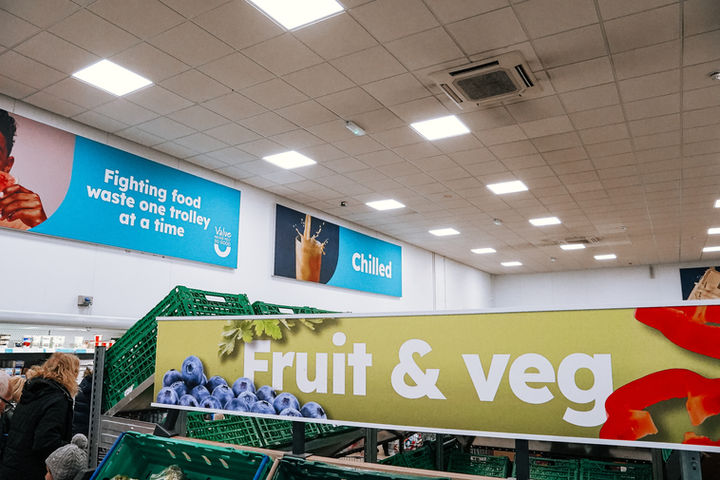 Fighting food
waste one trolley
at a time
Chilled
Fruit & veg